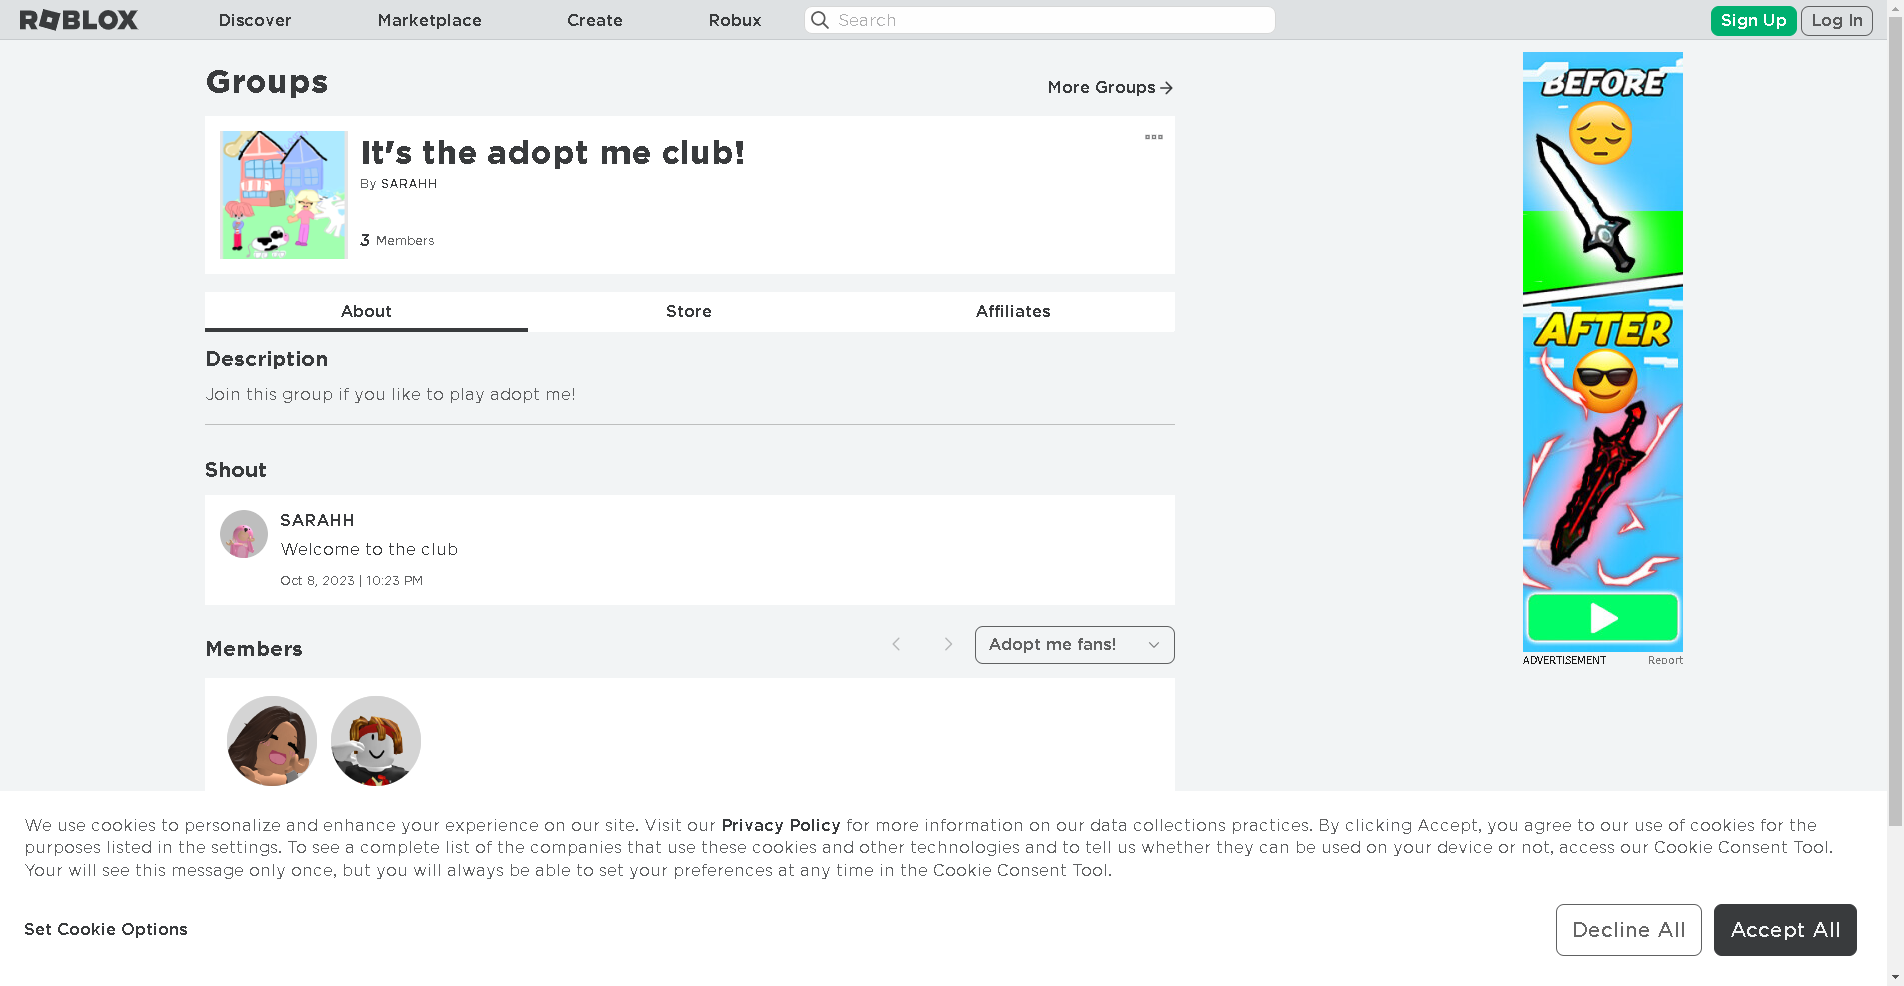 ROBLOX
Discover
Marketplace
Create
Robux
Search
Sign Up
Log In
Groups
More Groups
It's the adopt me club!
By SARAHH
3 Members
About
Store
Affiliates
Description
Join this group if you like to play adopt me!
Shout
SARAHH
Welcome to the club
Oct 8, 2023 | 10:23 PM
Members
Adopt me fans!
BEFORE
AFTER
ADVERTISEMENT
Report
We use cookies to personalize and enhance your experience on our site. Visit our Privacy Policy for more information on our data collections practices. By clicking Accept, you agree to our use of cookies for the
purposes listed in the settings. To see a complete list of the companies that use these cookies and other technologies and to tell us whether they can be used on your device or not, access our Cookie Consent Tool.
Your will see this message only once, but you will always be able to set your preferences at any time in the Cookie Consent Tool.
Set Cookie Options
Decline All
Accept All